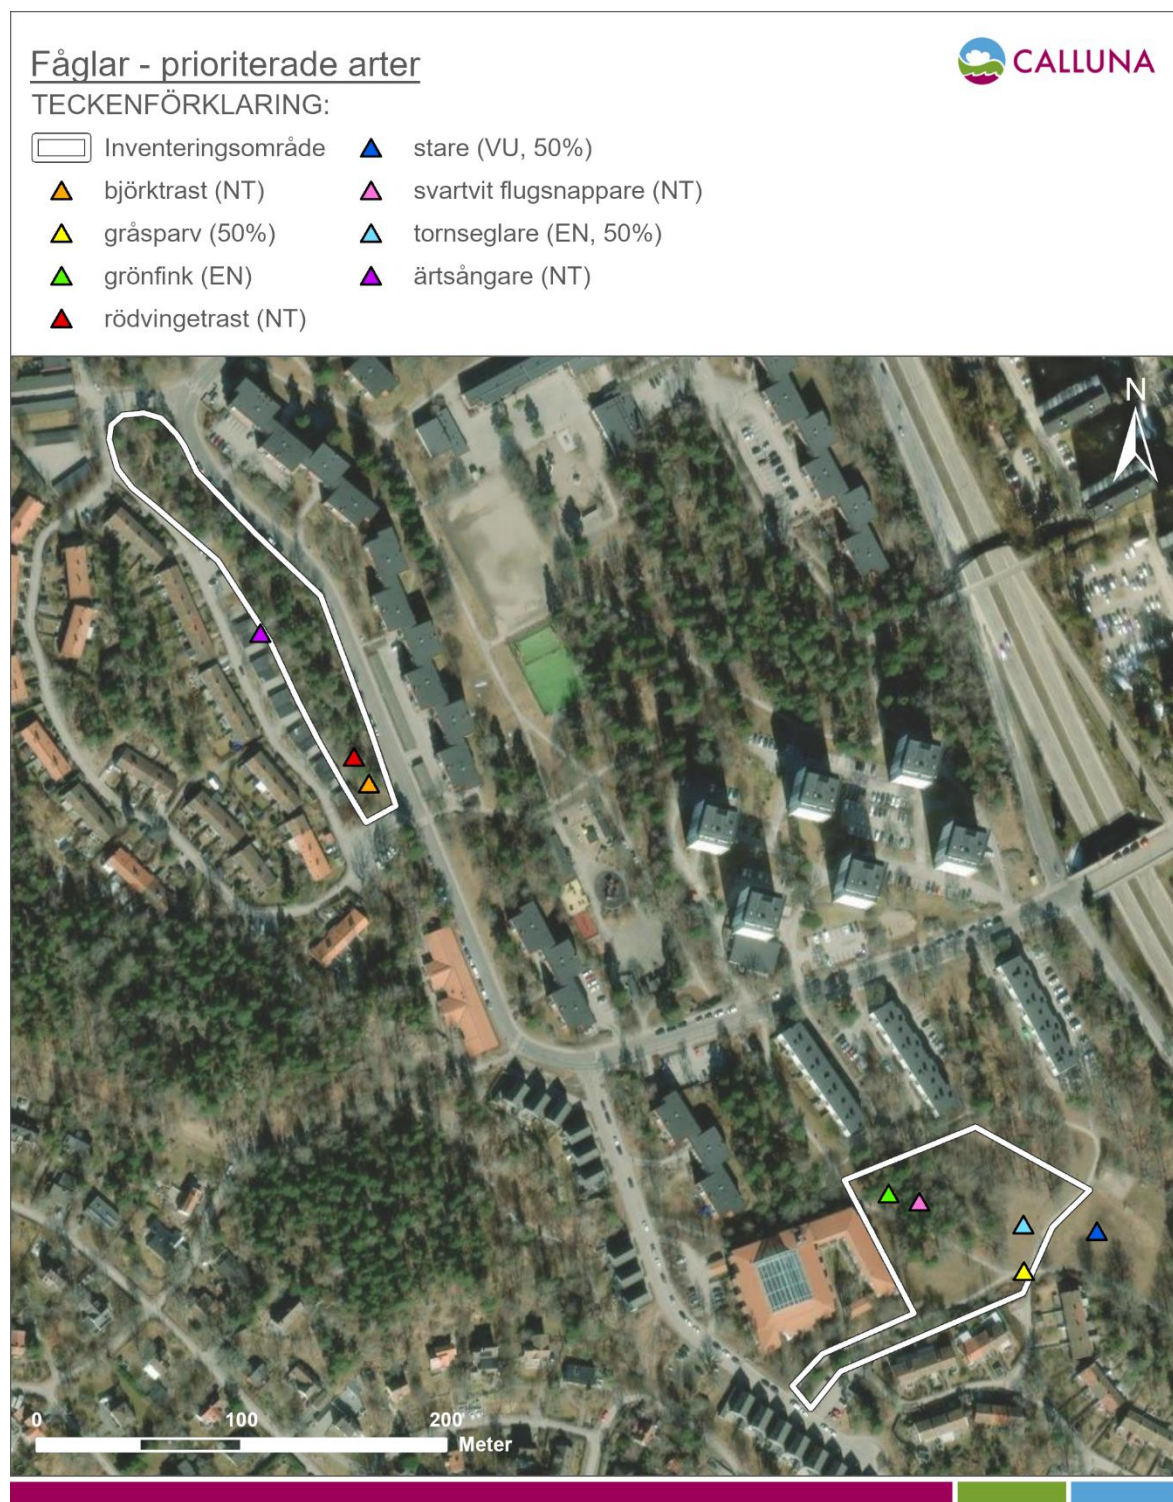 Fåglar - prioriterade arter
CALLUNA
TECKENFÖRKLARING:
Inventeringsområde
björktrast (NT)
gråsparv (50%)
grönfink (EN)
rödvingetrast (NT)
stare (VU, 50%)
svartvit flugsnappare (NT)
tornseglare (EN, 50%)
ärtsångare (NT)
N
0 100 200
Meter